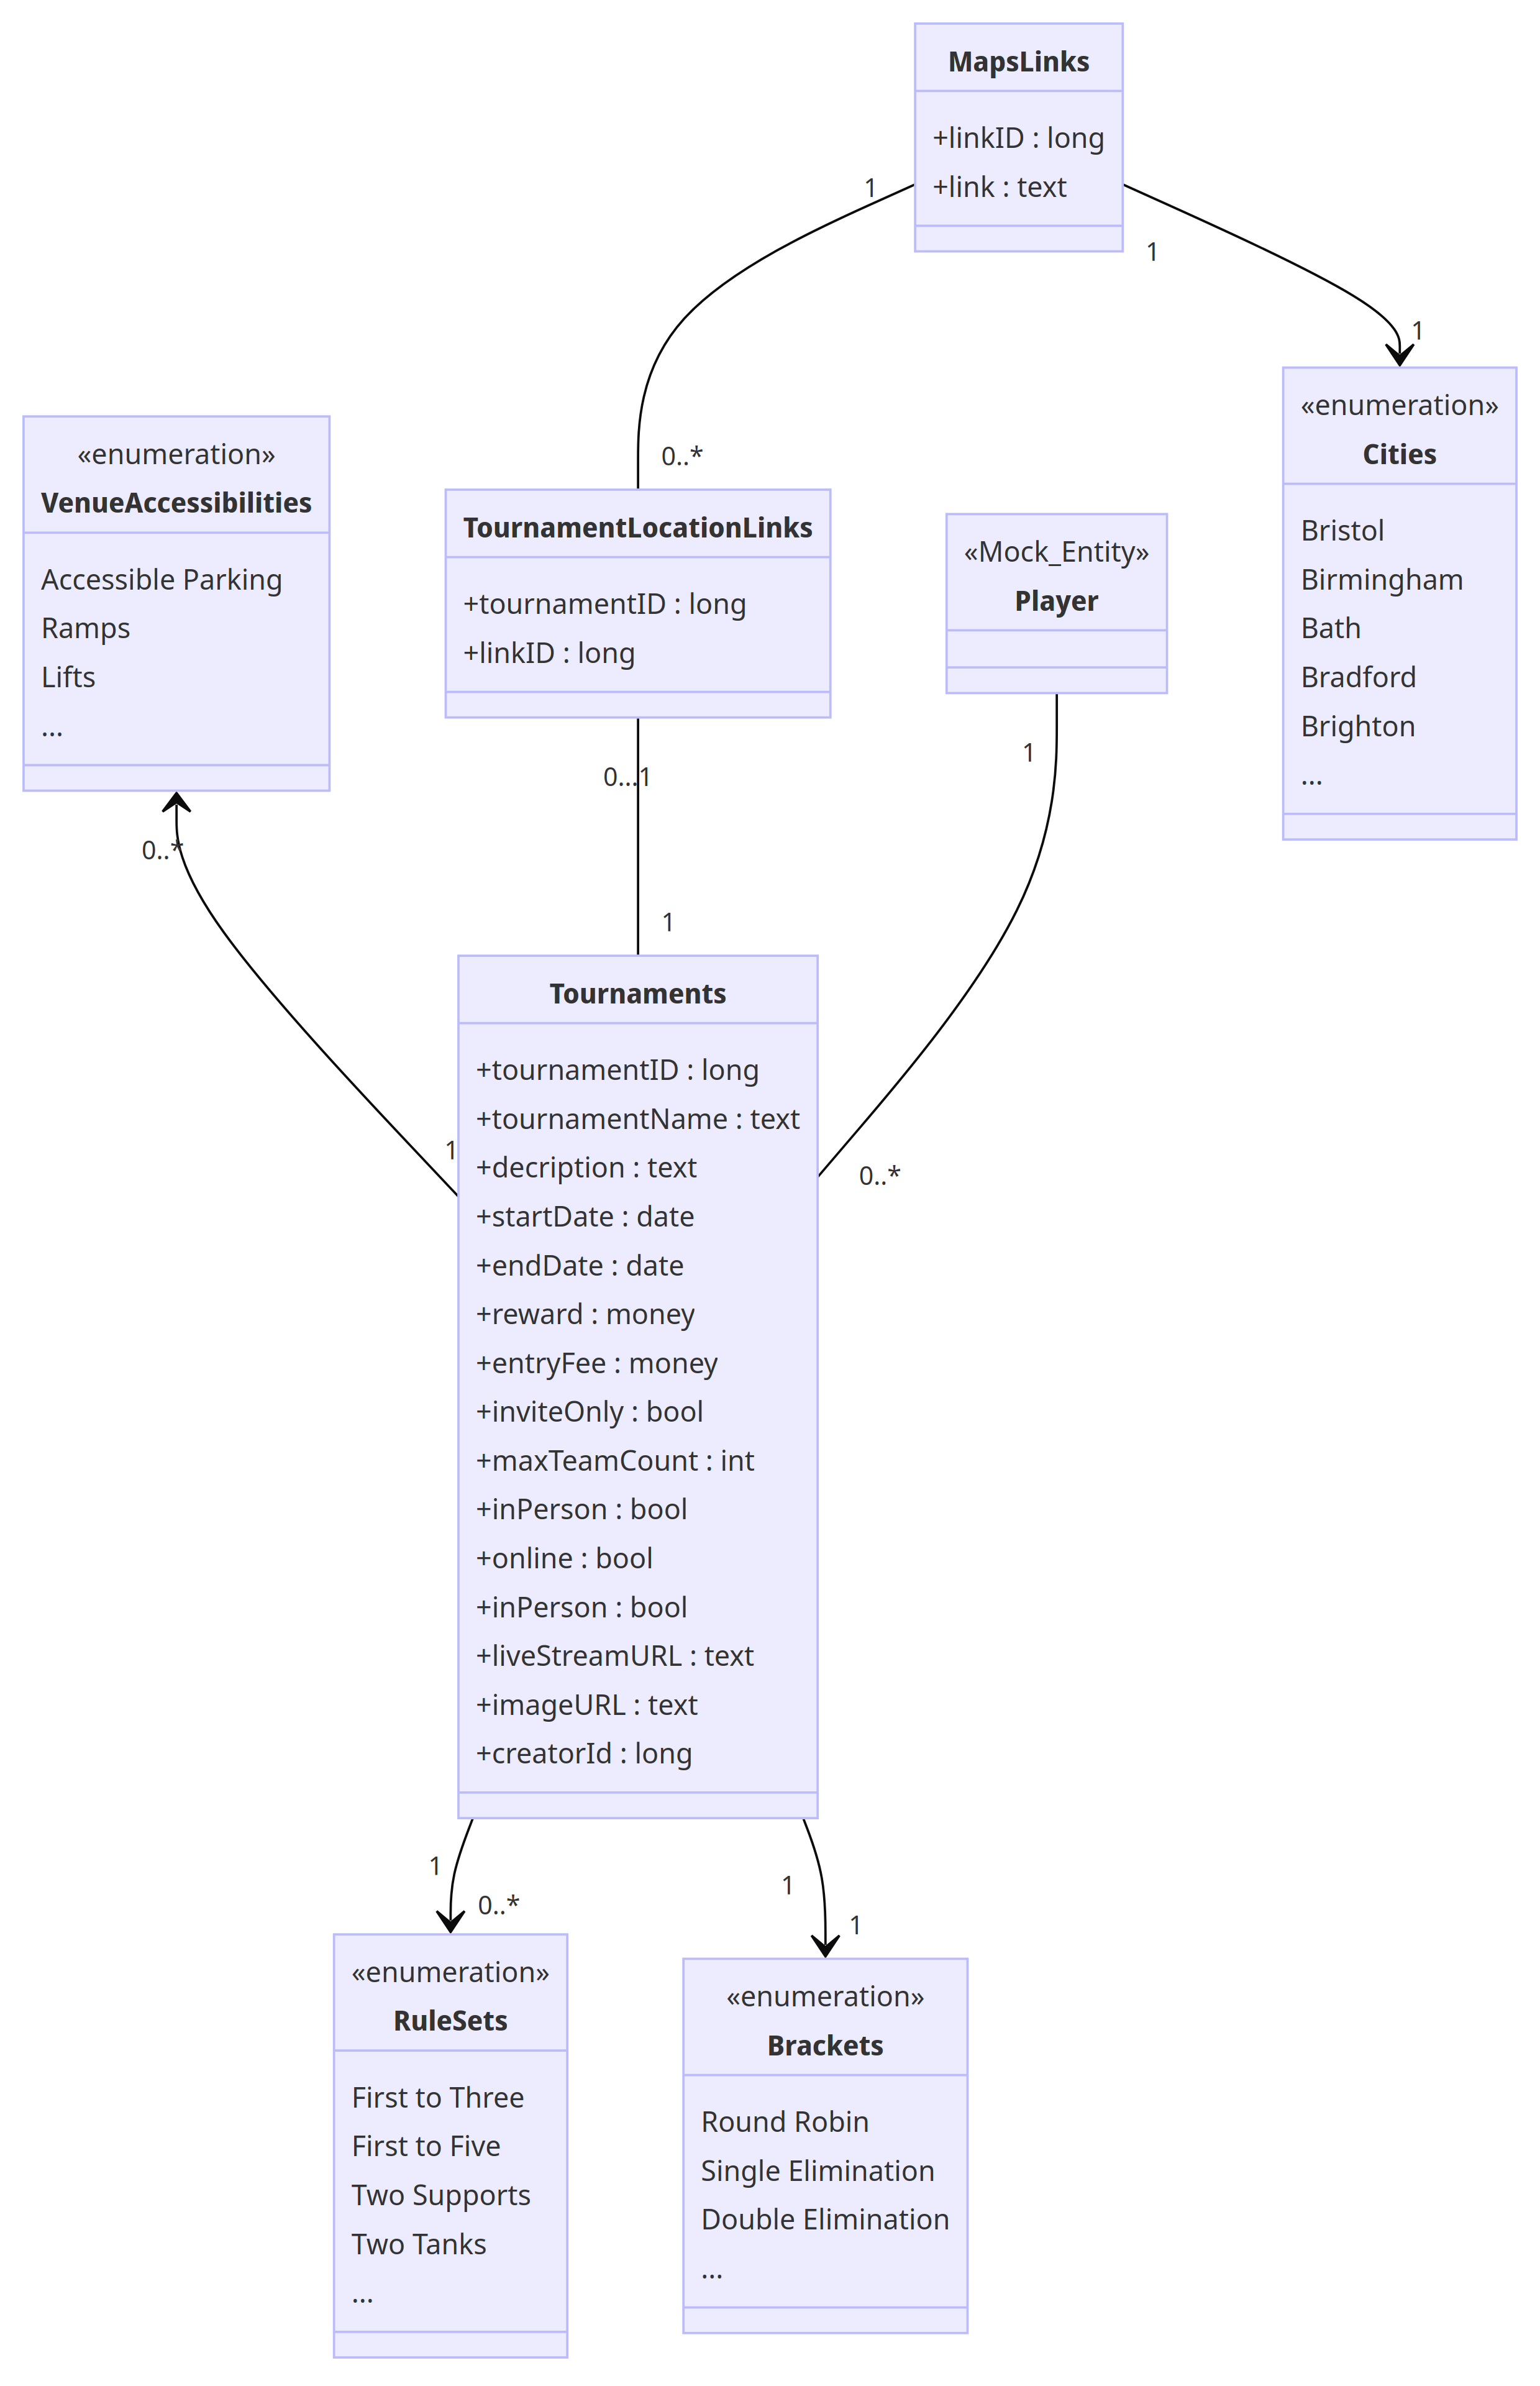 MapsLinks
+linkID : long
+link : text
1
1
1
0..*
«enumeration»
Cities
Bristol
Birmingham
Bath
Bradford
Brighton
...
«enumeration»
VenueAccessibilities
Accessible Parking
Ramps
Lifts
...
TournamentLocationLinks
+tournamentID : long
+linkID : long
«Mock_Entity»
Player
1
0...1
0..*
1
1
0..*
Tournaments
+tournamentID : long
+tournamentName : text
+decription : text
+startDate : date
+endDate : date
+reward : money
+entryFee : money
+inviteOnly : bool
+maxTeamCount : int
+inPerson : bool
+online : bool
+inPerson : bool
+liveStreamURL : text
+imageURL : text
+creatorId : long
1
1
0..*
1
«enumeration»
RuleSets
First to Three
First to Five
Two Supports
Two Tanks
...
«enumeration»
Brackets
Round Robin
Single Elimination
Double Elimination
...